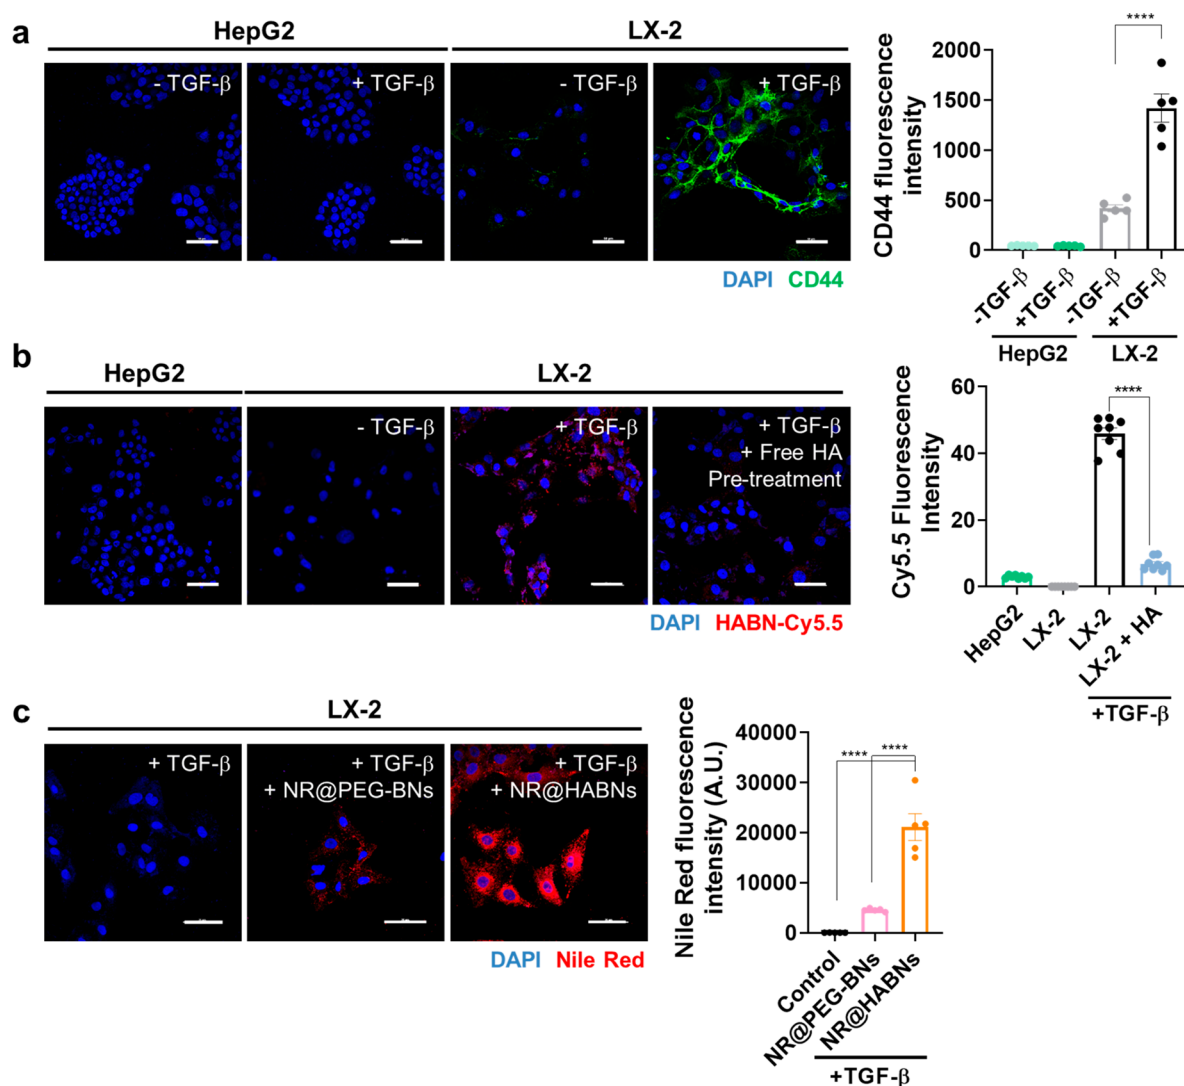 a
HepG2
LX-2
- TGF-β
+ TGF-β
- TGF-β
+ TGF-β
DAPI CD44
CD44 fluorescence
intensity
2000
1500
1000
500
0
****
-TGF-β
+TGF-β
-TGF-β
+TGF-β
HepG2
LX-2
b
HepG2
LX-2
- TGF-β
+ TGF-β
+ TGF-β
+ Free HA
Pre-treatment
DAPI HABN-Cy5.5
Cy5.5 Fluorescence
Intensity
60
40
20
0
****
HepG2
LX-2
LX-2
LX-2 + HA
+TGF-β
c
LX-2
+ TGF-β
+ TGF-β
+ NR@PEG-BNs
+ TGF-β
+ NR@HABNs
DAPI Nile Red
Nile Red fluorescence
intensity (A.U.)
40000
30000
20000
10000
0
****
****
Control
NR@PEG-BNs
NR@HABNs
+TGF-β